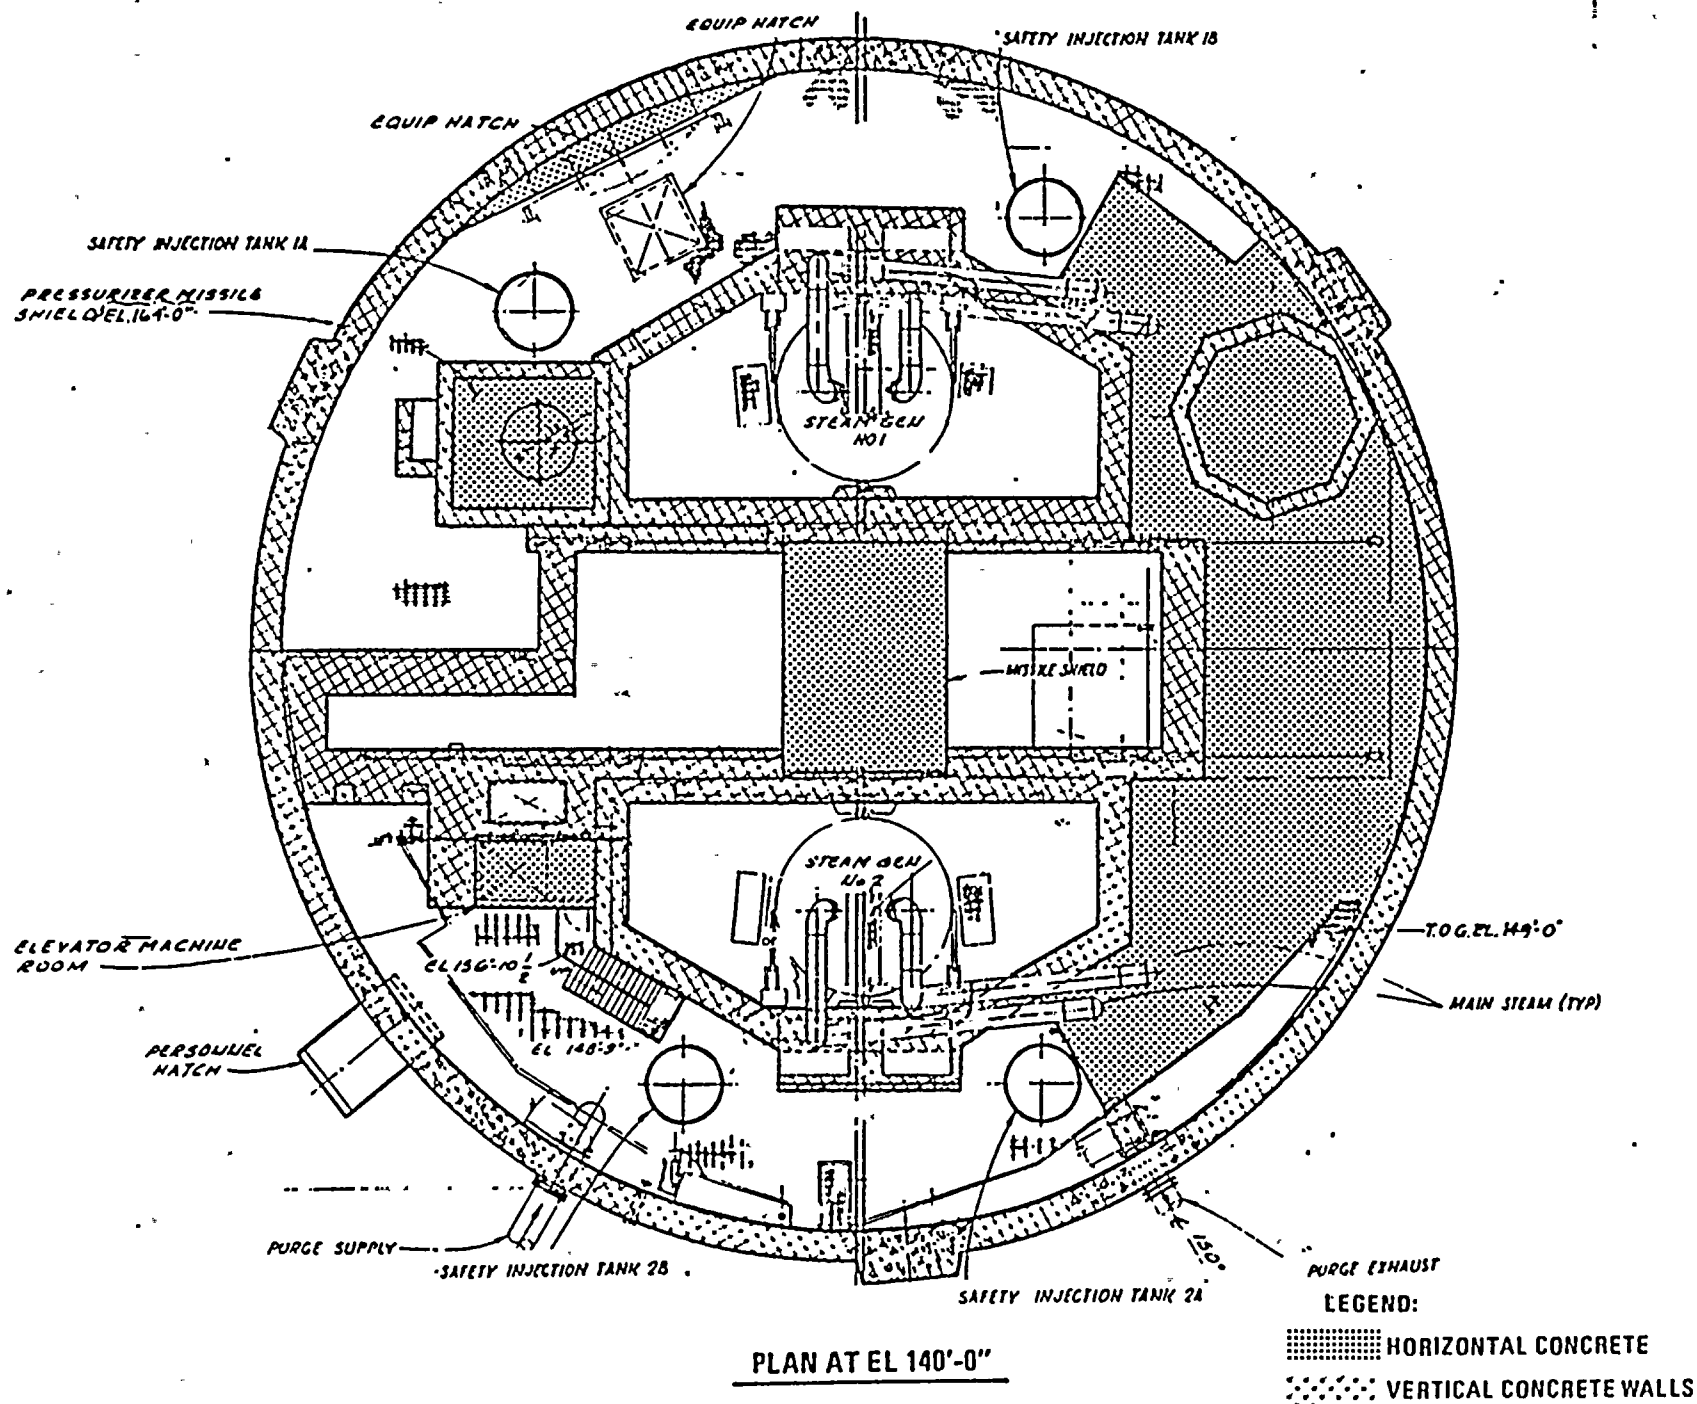 EQUIP HATCH
SAFETY INJECTION TANK 1B
EQUIP HATCH
SAFETY INJECTION TANK 1A
PRESSURIZER MISSILE
SHIELD EL. 164'-0"
STEAM GEN
NO 1
MISSILE SHIELD
STEAM GEN
No 2
ELEVATOR MACHINE
ROOM
EL 156'-10 1/2
T.O.G. EL. 149'-0"
MAIN STEAM (TYP)
EL 148'-9"
PERSONNEL
HATCH
PURGE SUPPLY
SAFETY INJECTION TANK 2B
150°
PURGE EXHAUST
SAFETY INJECTION TANK 2A
LEGEND:
HORIZONTAL CONCRETE
VERTICAL CONCRETE WALLS
PLAN AT EL 140'-0"